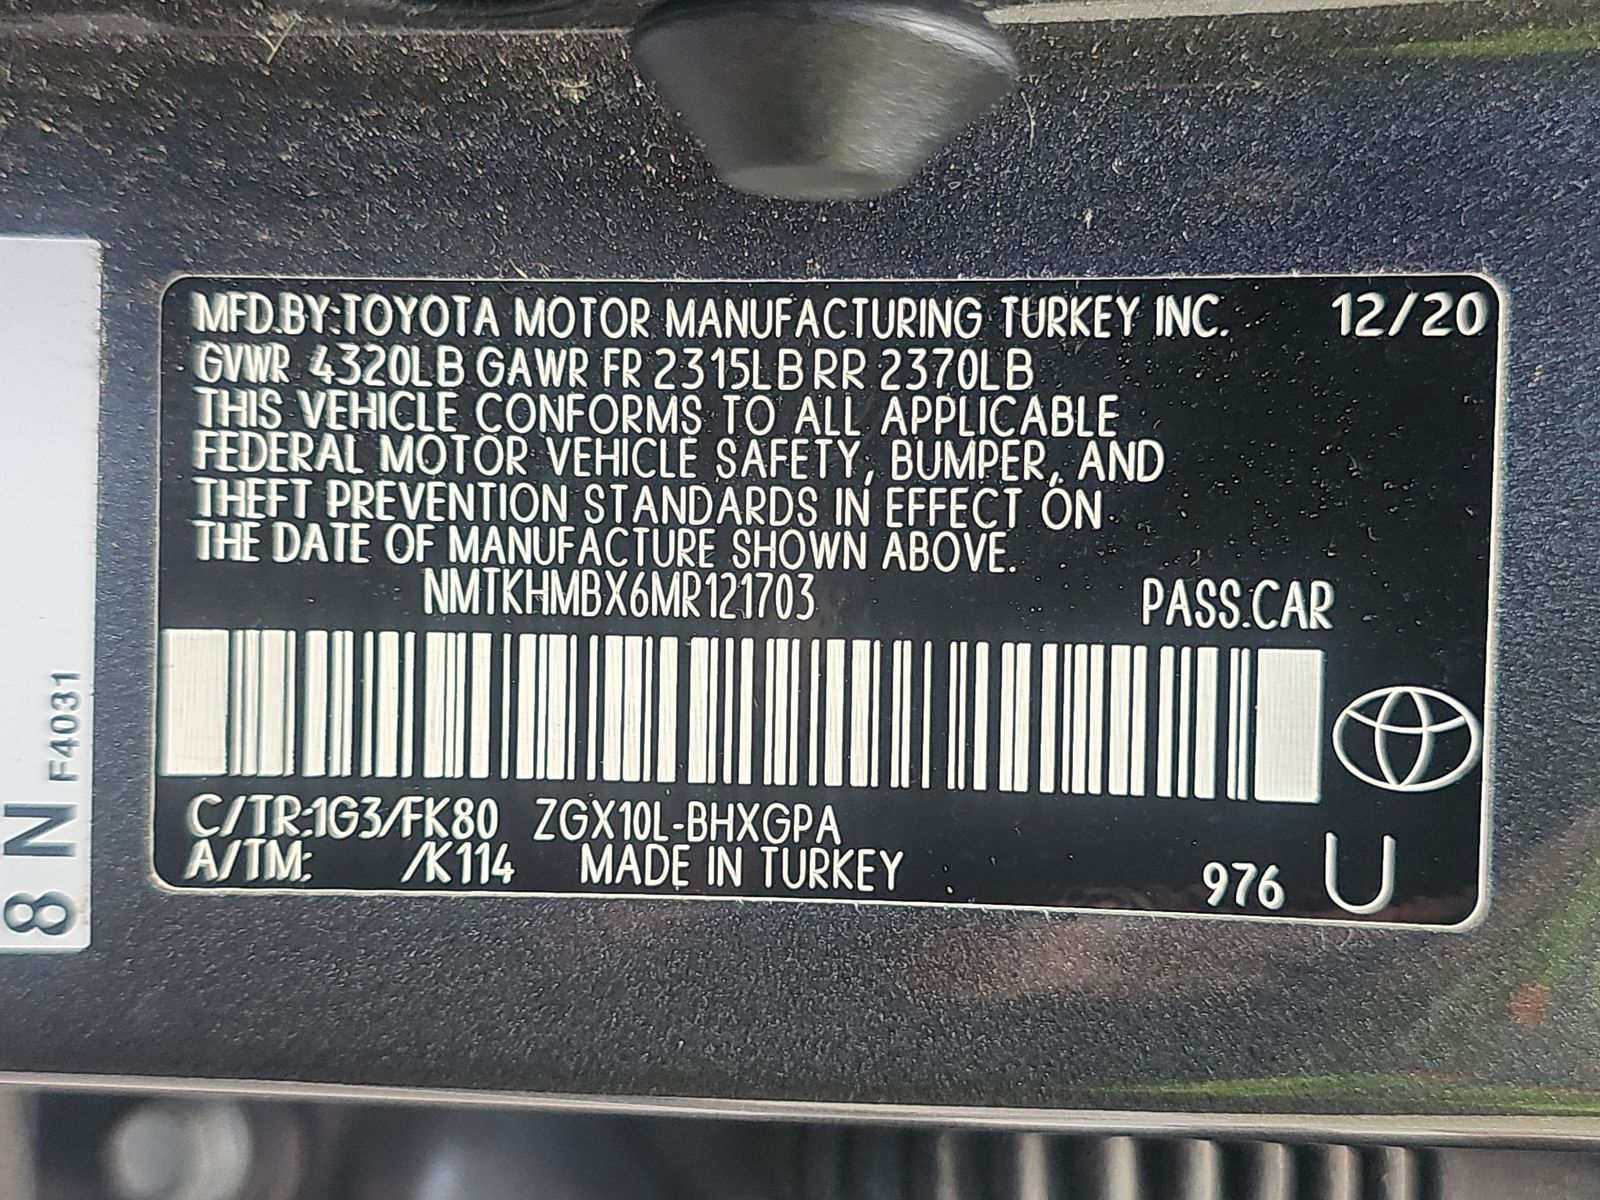 MFD.BY:TOYOTA MOTOR MANUFACTURING TURKEY INC. 12/20
GVWR 4320LB GAWR FR 2315LB RR 2370LB
THIS VEHICLE CONFORMS TO ALL APPLICABLE
FEDERAL MOTOR VEHICLE SAFETY, BUMPER, AND
THEFT PREVENTION STANDARDS IN EFFECT ON
THE DATE OF MANUFACTURE SHOWN ABOVE.
NMTKHMBX6MR121703 PASS.CAR
C/TR:1G3/FK80 ZGX10L-BHXGPA
A/TM: /K114 MADE IN TURKEY 976 U
8 N F4031